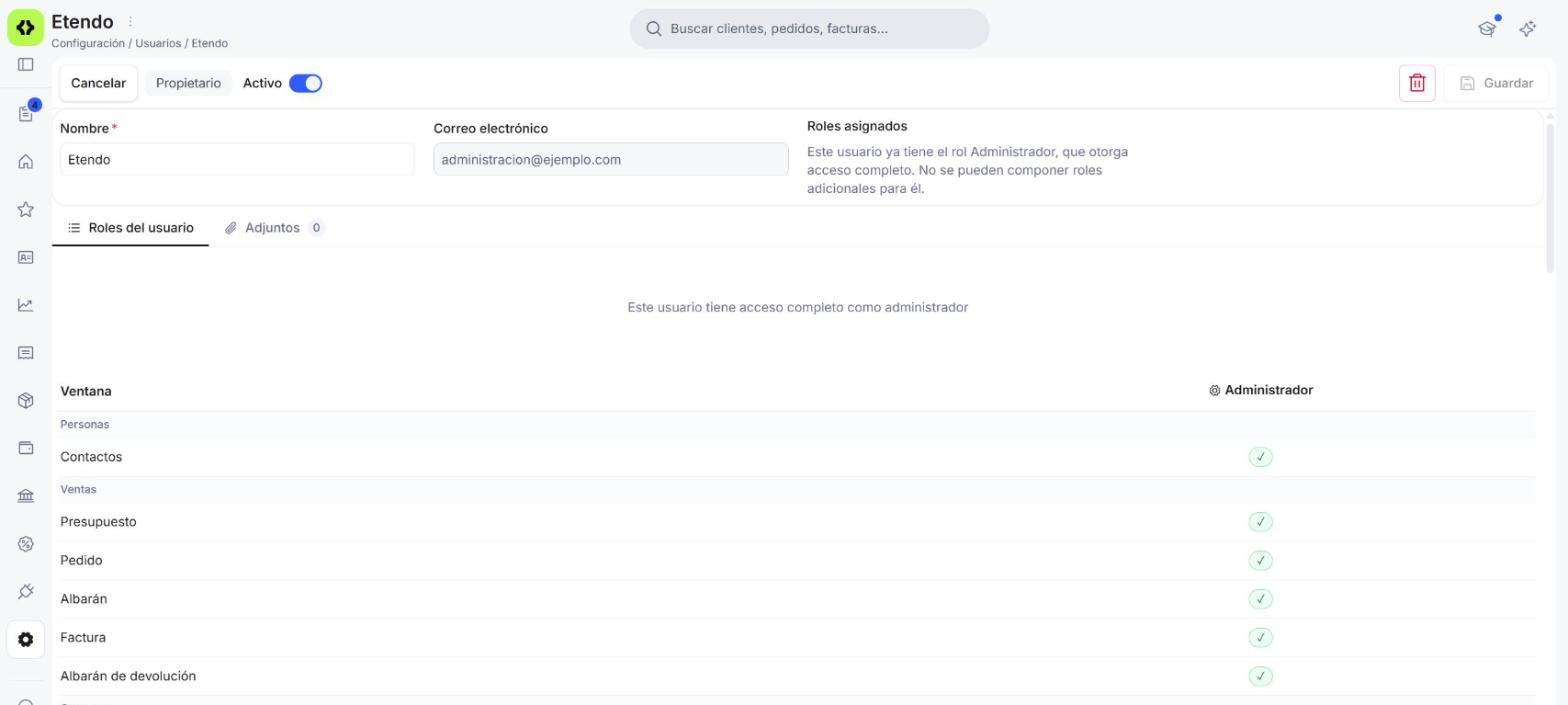 Etendo
Configuración / Usuarios / Etendo
Buscar clientes, pedidos, facturas...
4
Cancelar
Propietario
Activo
Guardar
Nombre*
Etendo
Correo electrónico
administracion@ejemplo.com
Roles asignados
Este usuario ya tiene el rol Administrador, que otorga
acceso completo. No se pueden componer roles
adicionales para él.
Roles del usuario
Adjuntos 0
Este usuario tiene acceso completo como administrador
Ventana
Administrador
Personas
Contactos ✓
Ventas
Presupuesto ✓
Pedido ✓
Albarán ✓
Factura ✓
Albarán de devolución ✓